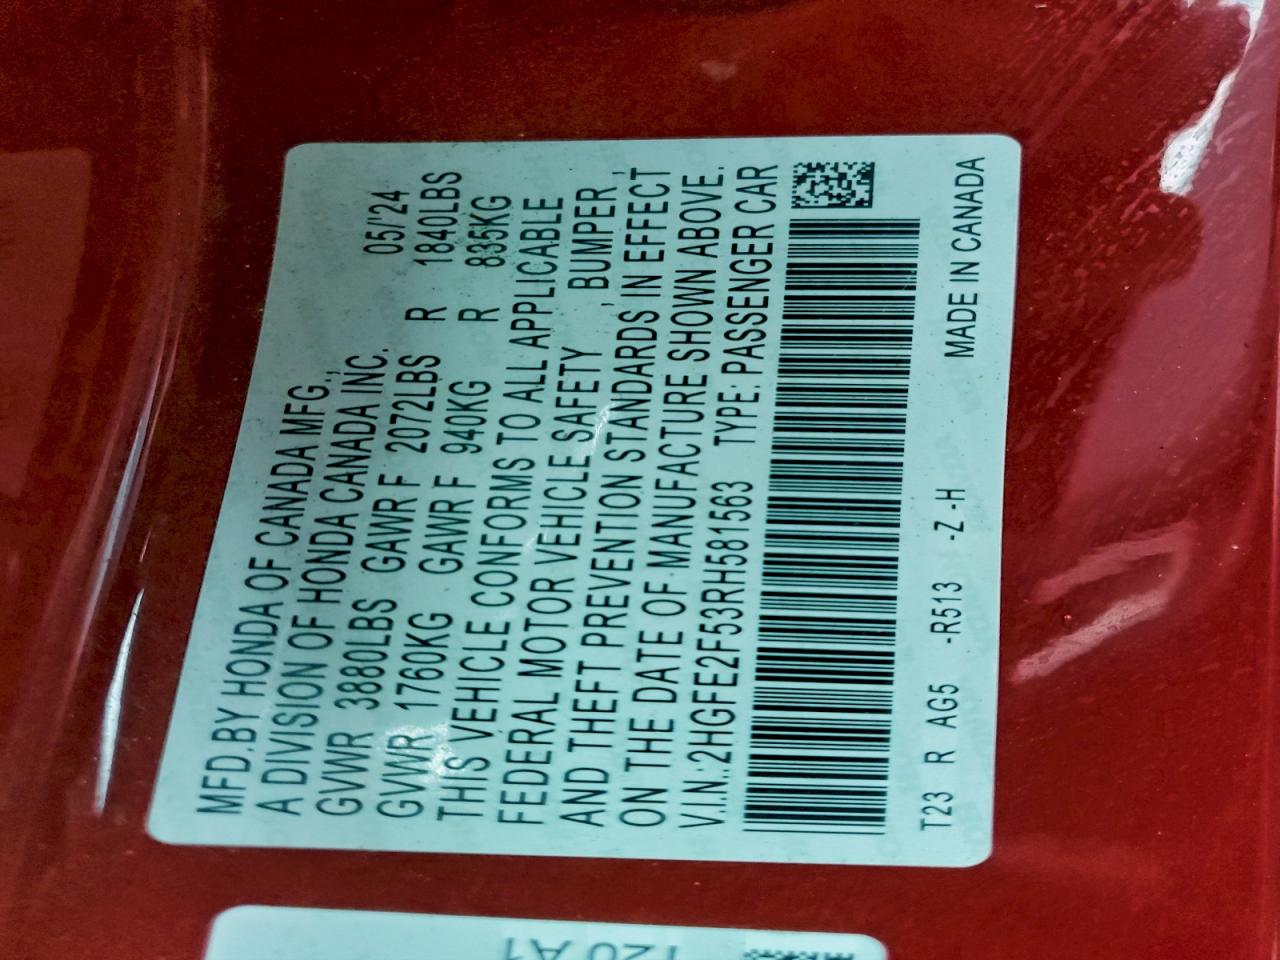 MFD.BY HONDA OF CANADA MFG.,
A DIVISION OF HONDA CANADA INC. 05/'24
GVWR 3880LBS GAWR F 2072LBS R 1840LBS
GVWR 1760KG GAWR F 940KG R 835KG
THIS VEHICLE CONFORMS TO ALL APPLICABLE
FEDERAL MOTOR VEHICLE SAFETY , BUMPER ,
AND THEFT PREVENTION STANDARDS IN EFFECT
ON THE DATE OF MANUFACTURE SHOWN ABOVE.
V.I.N.:2HGFE2F53RH581563 TYPE: PASSENGER CAR
T23 R AG5 -R513 -Z -H MADE IN CANADA